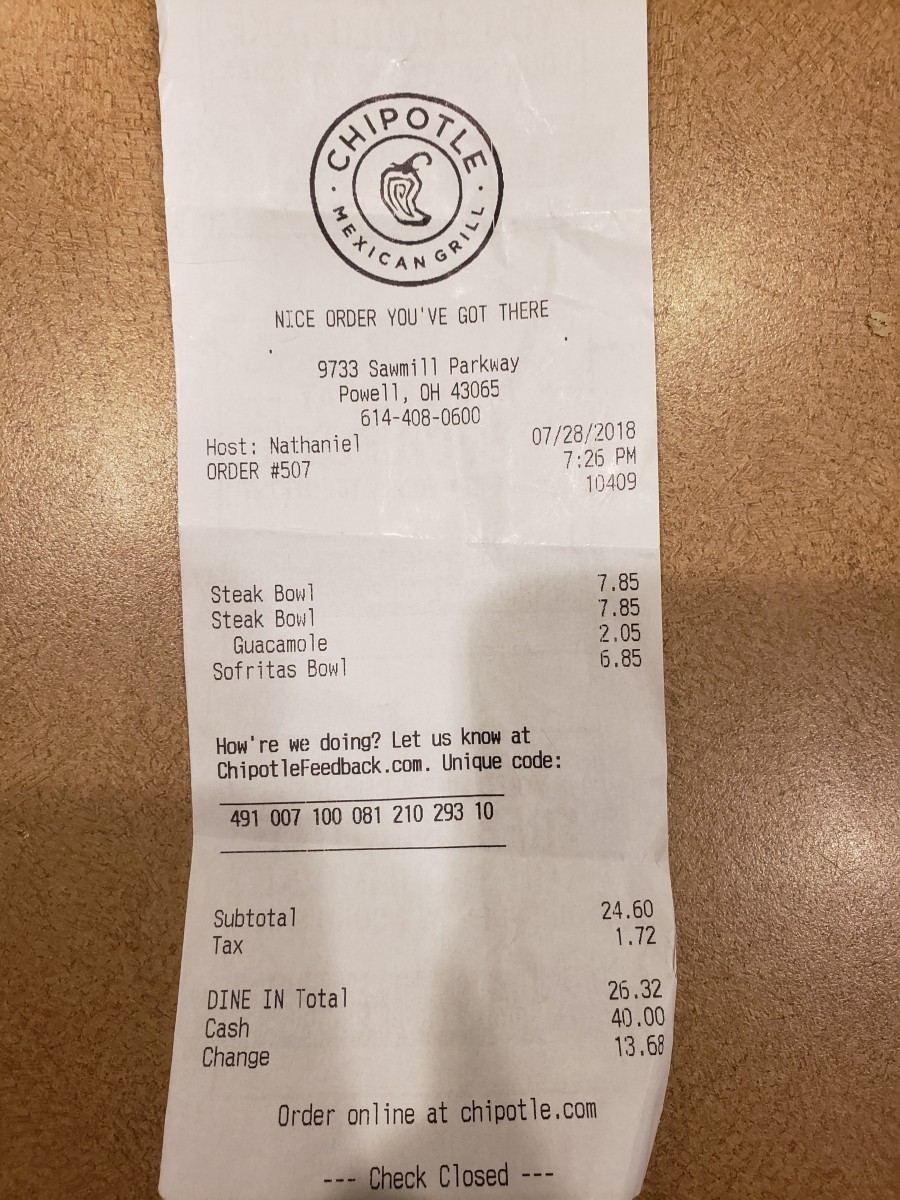 CHIPOTLE
MEXICAN GRILL
NICE ORDER YOU'VE GOT THERE
9733 Sawmill Parkway
Powell, OH 43065
614-408-0600
Host: Nathaniel 07/28/2018
ORDER #507 7:26 PM
10409
Steak Bowl 7.85
Steak Bowl 7.85
Guacamole 2.05
Sofritas Bowl 6.85
How're we doing? Let us know at
ChipotleFeedback.com. Unique code:
491 007 100 081 210 293 10
Subtotal 24.60
Tax 1.72
DINE IN Total 26.32
Cash 40.00
Change 13.68
Order online at chipotle.com
--- Check Closed ---